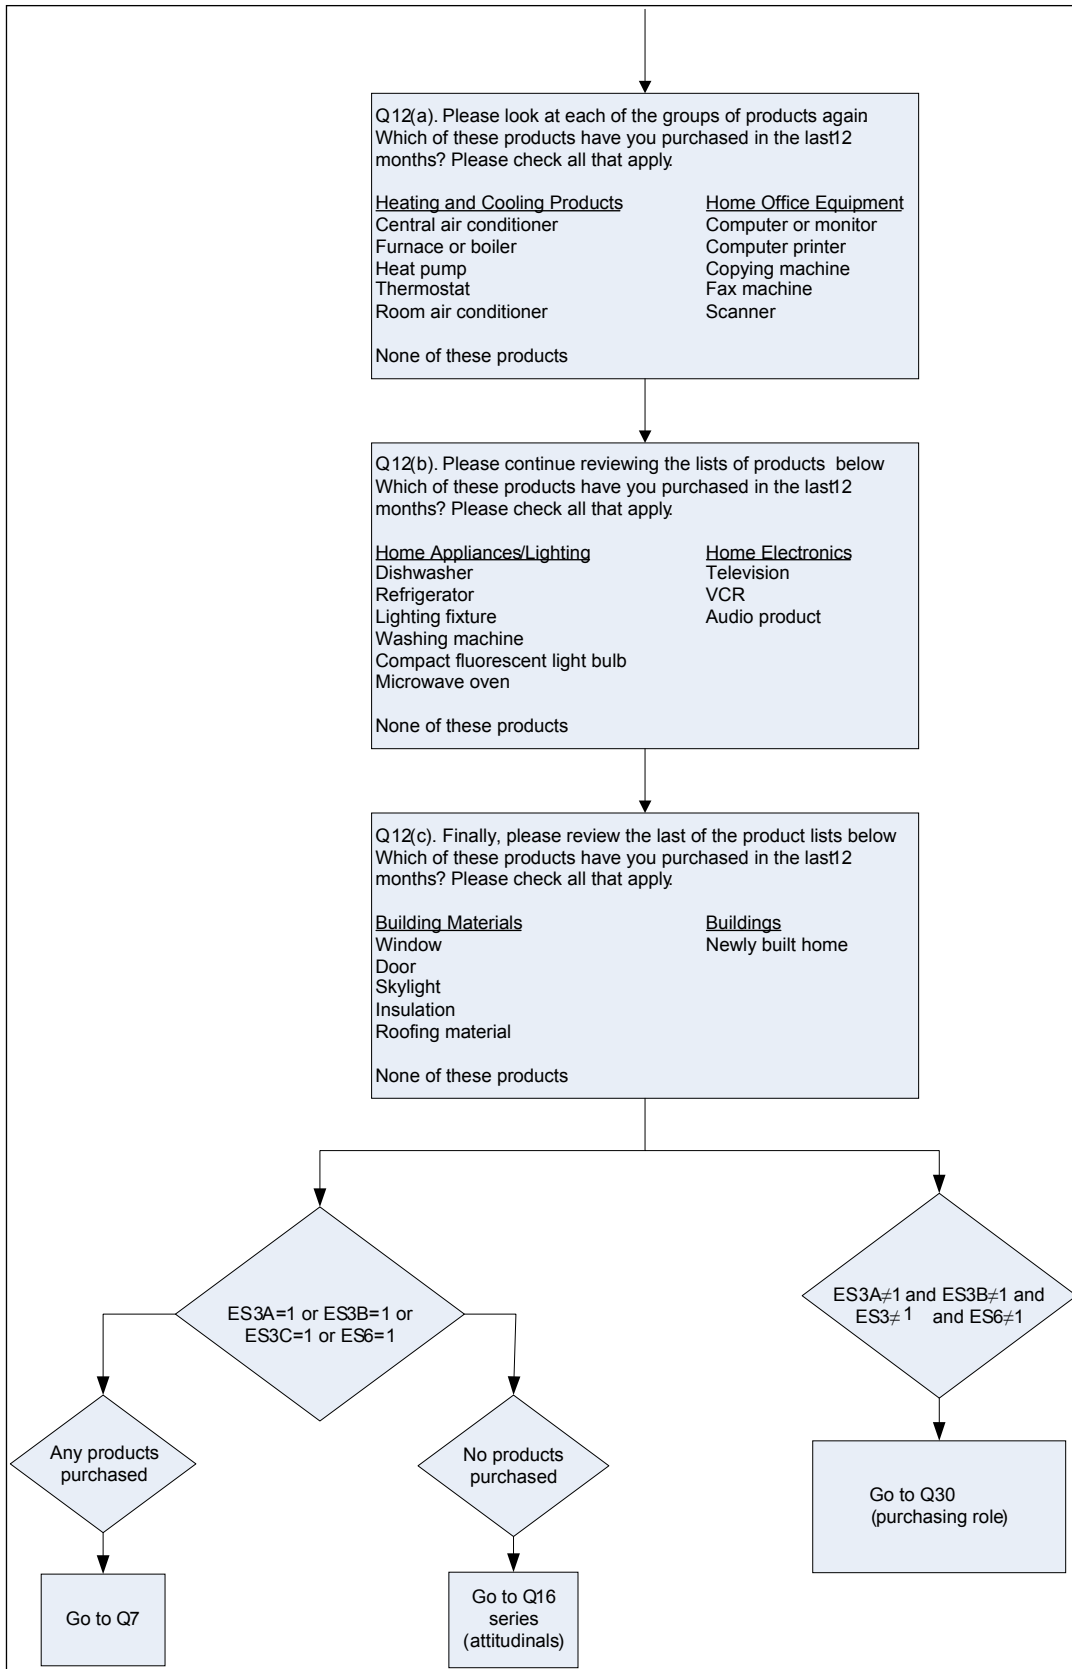 Q12(a). Please look at each of the groups of products again
Which of these products have you purchased in the last12
months? Please check all that apply.
Heating and Cooling Products
Central air conditioner
Furnace or boiler
Heat pump
Thermostat
Room air conditioner
None of these products
Home Office Equipment
Computer or monitor
Computer printer
Copying machine
Fax machine
Scanner
Q12(b). Please continue reviewing the lists of products below
Which of these products have you purchased in the last12
months? Please check all that apply.
Home Appliances/Lighting
Dishwasher
Refrigerator
Lighting fixture
Washing machine
Compact fluorescent light bulb
Microwave oven
None of these products
Home Electronics
Television
VCR
Audio product
Q12(c). Finally, please review the last of the product lists below
Which of these products have you purchased in the last12
months? Please check all that apply.
Building Materials
Window
Door
Skylight
Insulation
Roofing material
None of these products
Buildings
Newly built home
ES3A=1 or ES3B=1 or
ES3C=1 or ES6=1
ES3A≠1 and ES3B≠1 and
ES3≠1 and ES6≠1
Any products
purchased
No products
purchased
Go to Q7
Go to Q16
series
(attitudinals)
Go to Q30
(purchasing role)